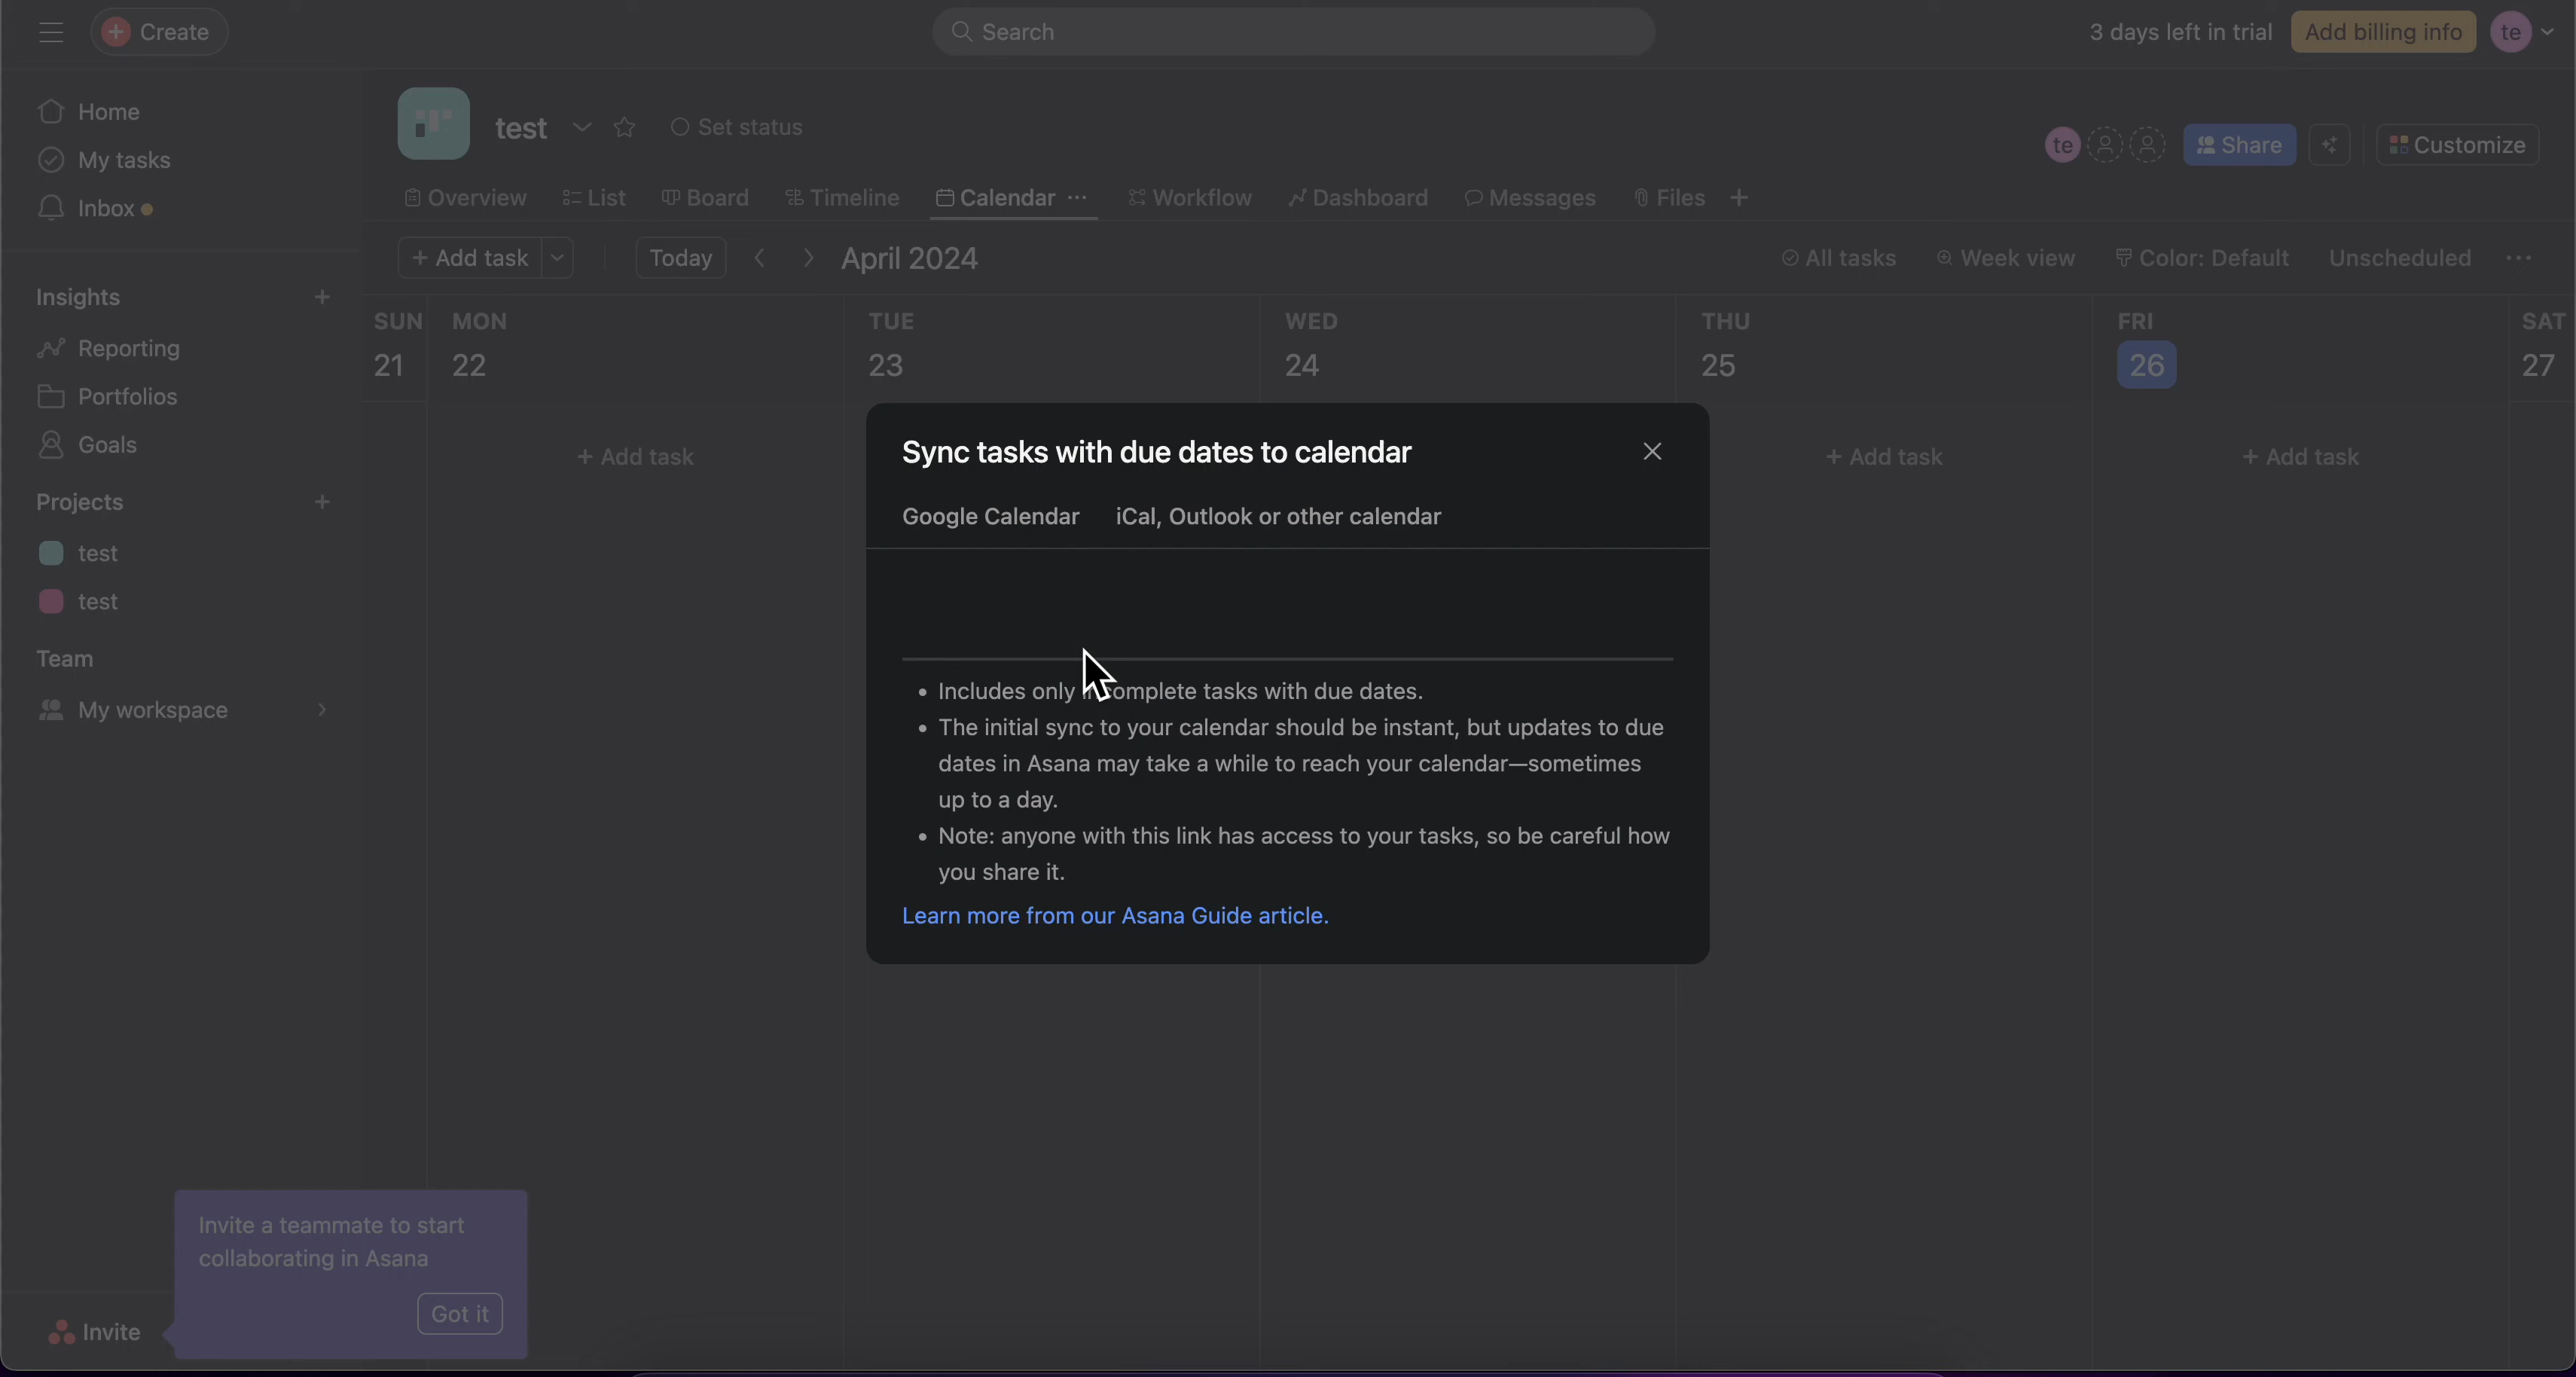 Create
Search
3 days left in trial
Add billing info
te
Home
My tasks
Inbox
test
Set status
te
Share
Customize
Overview
List
Board
Timeline
Calendar
Workflow
Dashboard
Messages
Files
+ Add task
Today
April 2024
All tasks
Week view
Color: Default
Unscheduled
Insights
Reporting
Portfolios
Goals
Projects
test
test
Team
My workspace
SUN
21
MON
22
TUE
23
WED
24
THU
25
FRI
26
SAT
27
+ Add task
+ Add task
+ Add task
Sync tasks with due dates to calendar
Google Calendar
iCal, Outlook or other calendar
• Includes only incomplete tasks with due dates.
• The initial sync to your calendar should be instant, but updates to due
dates in Asana may take a while to reach your calendar—sometimes
up to a day.
• Note: anyone with this link has access to your tasks, so be careful how
you share it.
Learn more from our Asana Guide article.
Invite a teammate to start
collaborating in Asana
Got it
Invite